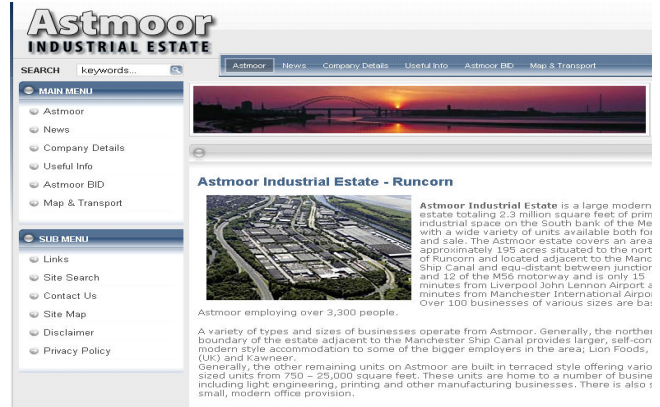 Astmoor
INDUSTRIAL ESTATE
SEARCH keywords...
Astmoor News Company Details Useful Info Astmoor BID Map & Transport
MAIN MENU
Astmoor
News
Company Details
Useful Info
Astmoor BID
Map & Transport
SUB MENU
Links
Site Search
Contact Us
Site Map
Disclaimer
Privacy Policy
Astmoor Industrial Estate - Runcorn
Astmoor Industrial Estate is a large modern
estate totaling 2.3 million square feet of prim
industrial space on the South bank of the Me
with a wide variety of units available both for
and sale. The Astmoor estate covers an area
approximately 195 acres situated to the nort
of Runcorn and located adjacent to the Manc
Ship Canal and equ-distant between junction
and 12 of the M56 motorway and is only 15
minutes from Liverpool John Lennon Airport a
minutes from Manchester International Airpo
Over 100 businesses of various sizes are bas
Astmoor employing over 3,300 people.
A variety of types and sizes of businesses operate from Astmoor. Generally, the norther
boundary of the estate adjacent to the Manchester Ship Canal provides larger, self-con
modern style accommodation to some of the bigger employers in the area; Lion Foods,
(UK) and Kawneer.
Generally, the other remaining units on Astmoor are built in terraced style offering vario
sized units from 750 – 25,000 square feet. These units are home to a number of busine
including light engineering, printing and other manufacturing businesses. There is also s
small, modern office provision.